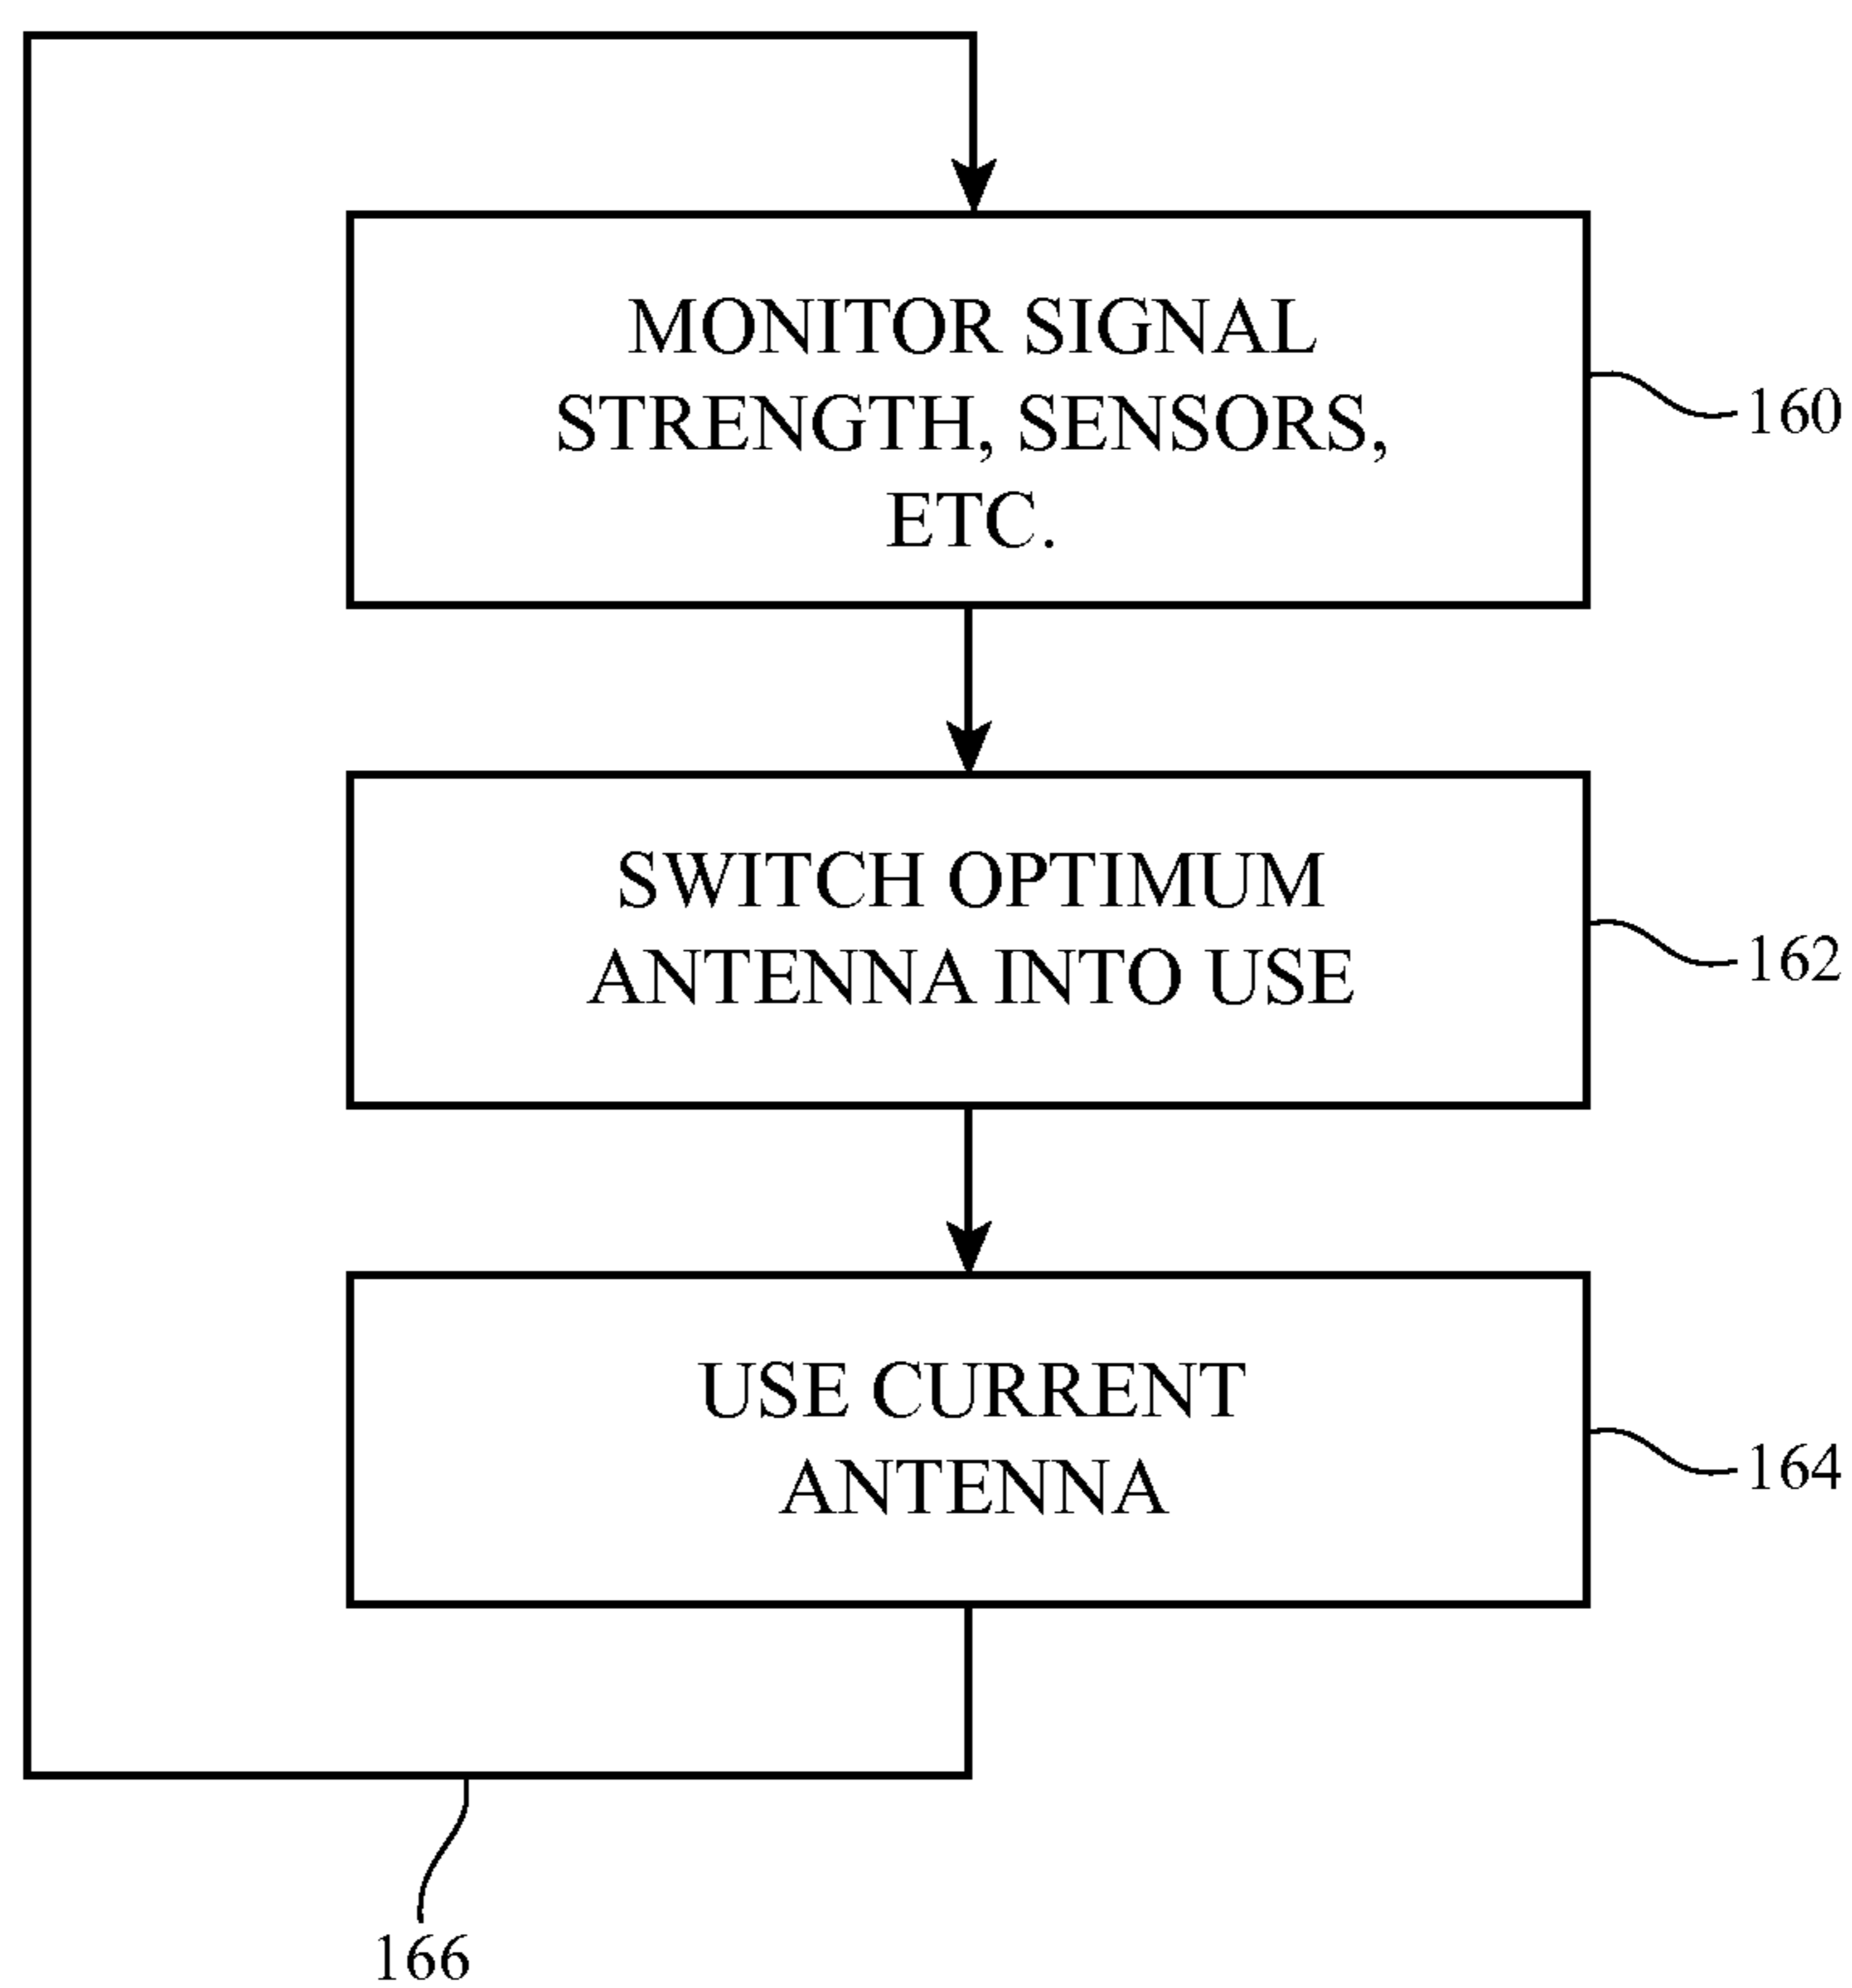 MONITOR SIGNAL
STRENGTH, SENSORS,
ETC.
160
SWITCH OPTIMUM
ANTENNA INTO USE
162
USE CURRENT
ANTENNA
164
166